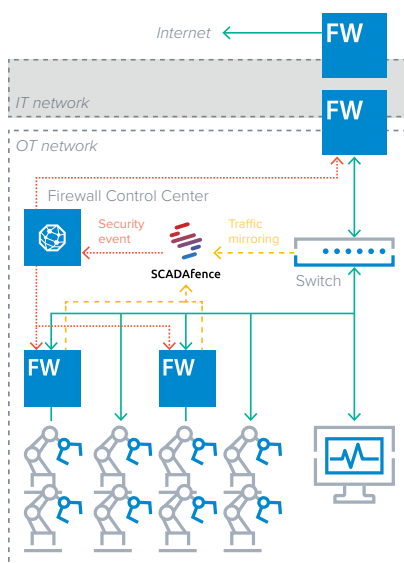 Internet
FW
IT network
FW
OT network
Firewall Control Center
Security
event
Traffic
mirroring
SCADAfence
Switch
FW
FW